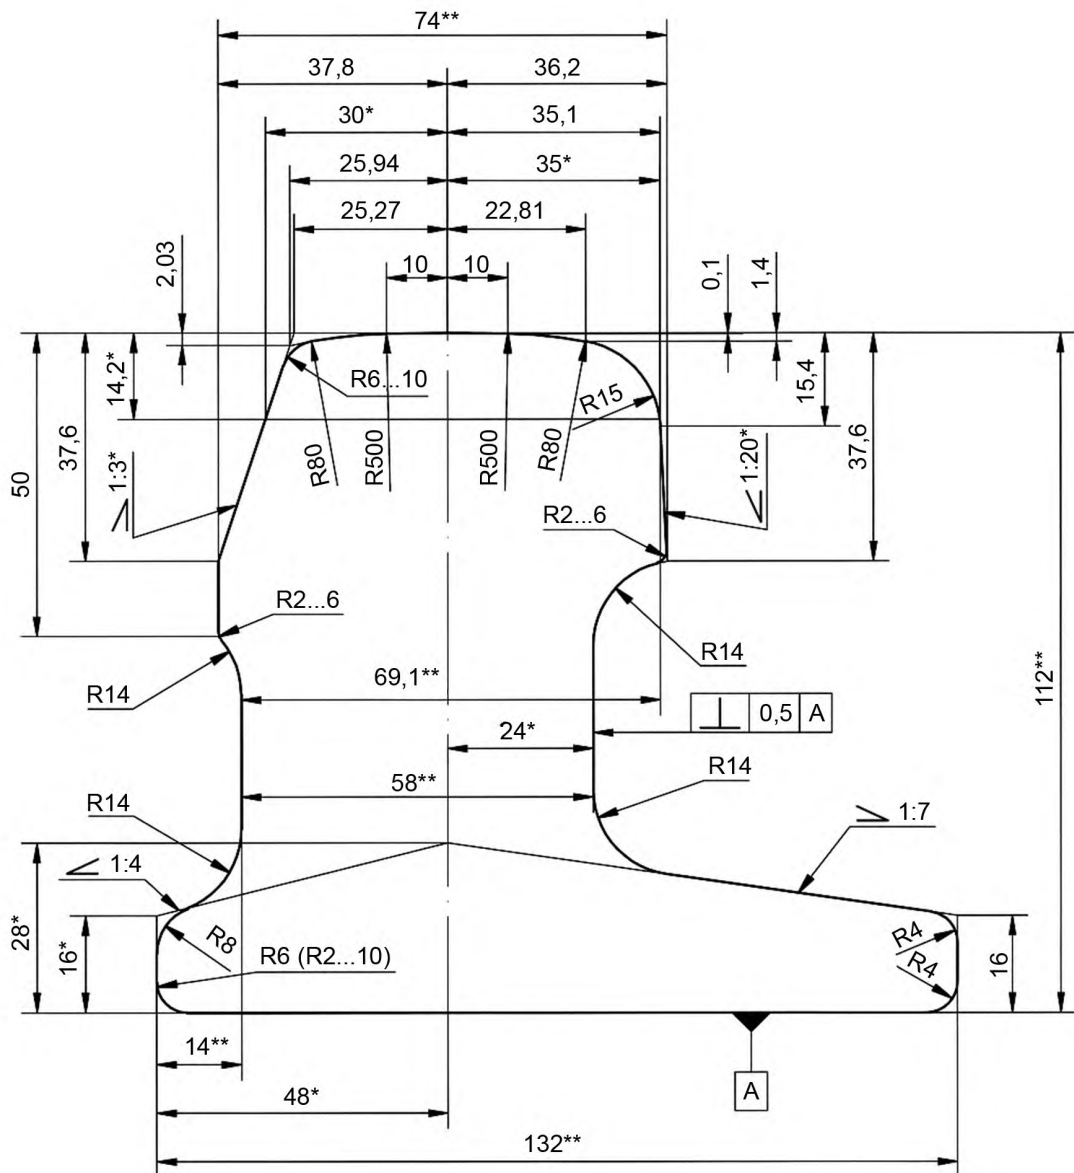 74**
37,8
36,2
30*
35,1
25,94
35*
25,27
22,81
2,03
10
10
0,1
1,4
14,2*
37,6
50
R6...10
R15
15,4
37,6
1:3*
R80
R500
R500
R80
1:20*
R2...6
R2...6
R14
R14
69,1**
112**
0,5
A
24*
58**
R14
R14
1:7
1:4
28*
16*
R8
R6 (R2...10)
R4
R4
16
14**
A
48*
132**